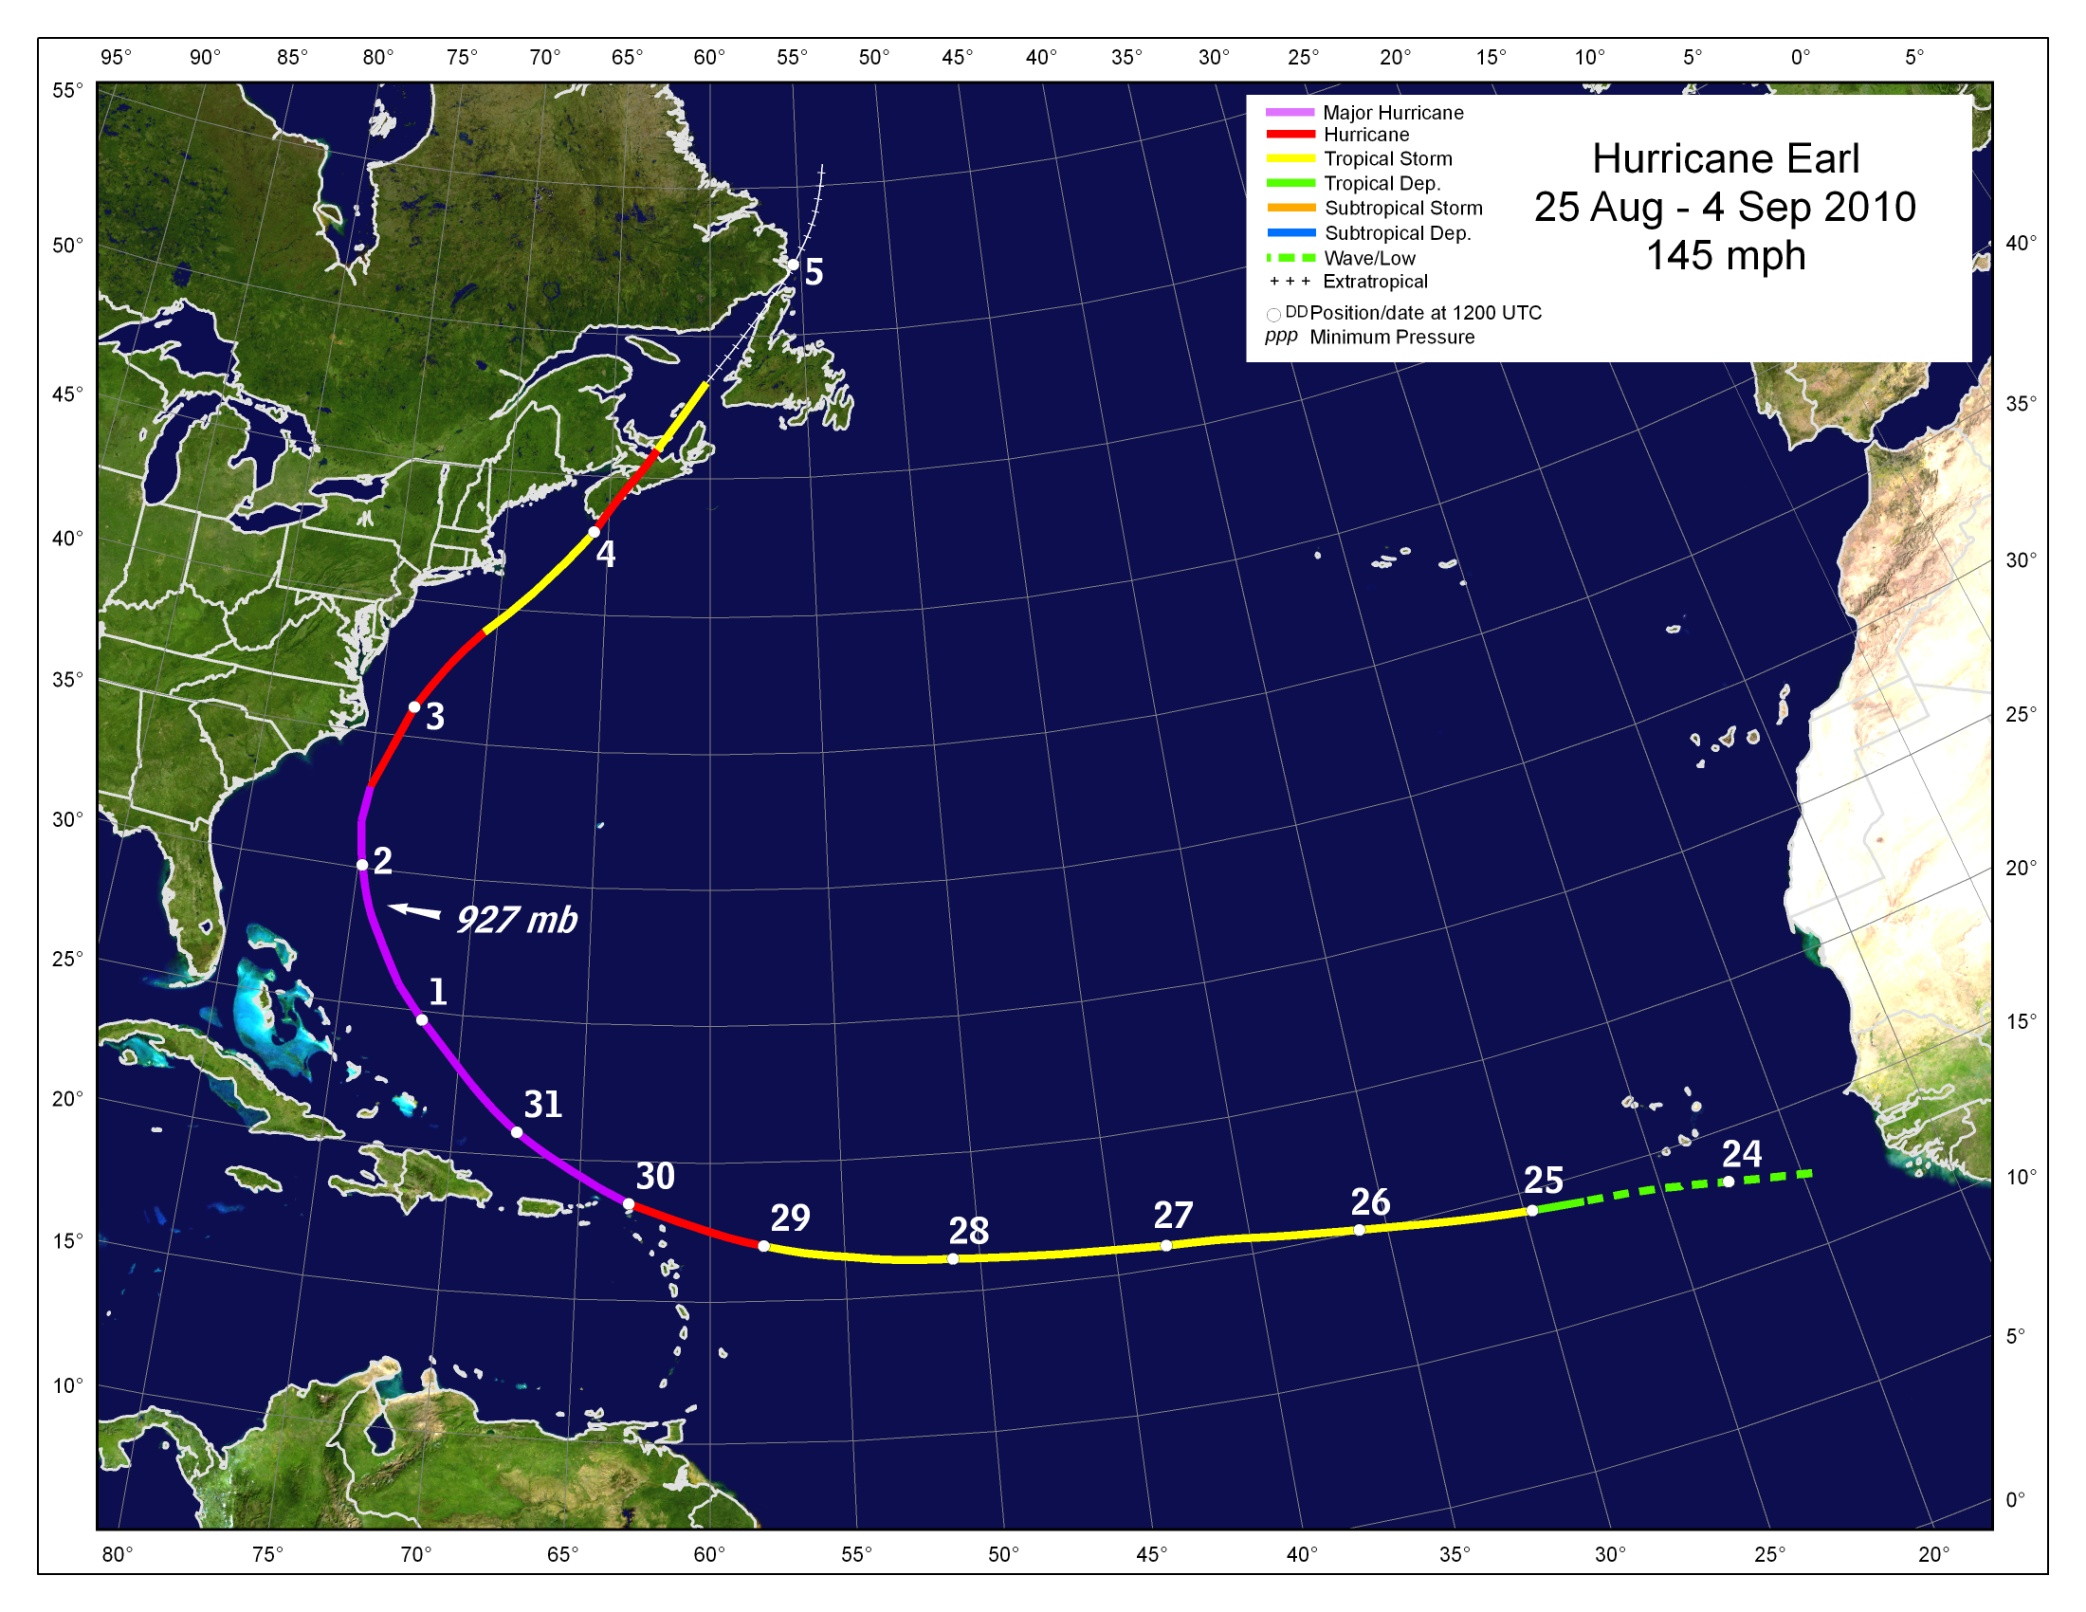 95° 90° 85° 80° 75° 70° 65° 60° 55° 50° 45° 40° 35° 30° 25° 20° 15° 10° 5° 0° 5°
55°
50°
45°
40°
35°
30°
25°
20°
15°
10°
Major Hurricane
Hurricane
Tropical Storm
Tropical Dep.
Subtropical Storm
Subtropical Dep.
Wave/Low
+ + + Extratropical
DD Position/date at 1200 UTC
ppp Minimum Pressure
Hurricane Earl
25 Aug - 4 Sep 2010
145 mph
5
4
3
2
927 mb
1
31
30
29
28
27
26
25
24
40°
35°
30°
25°
20°
15°
10°
5°
0°
80° 75° 70° 65° 60° 55° 50° 45° 40° 35° 30° 25° 20°